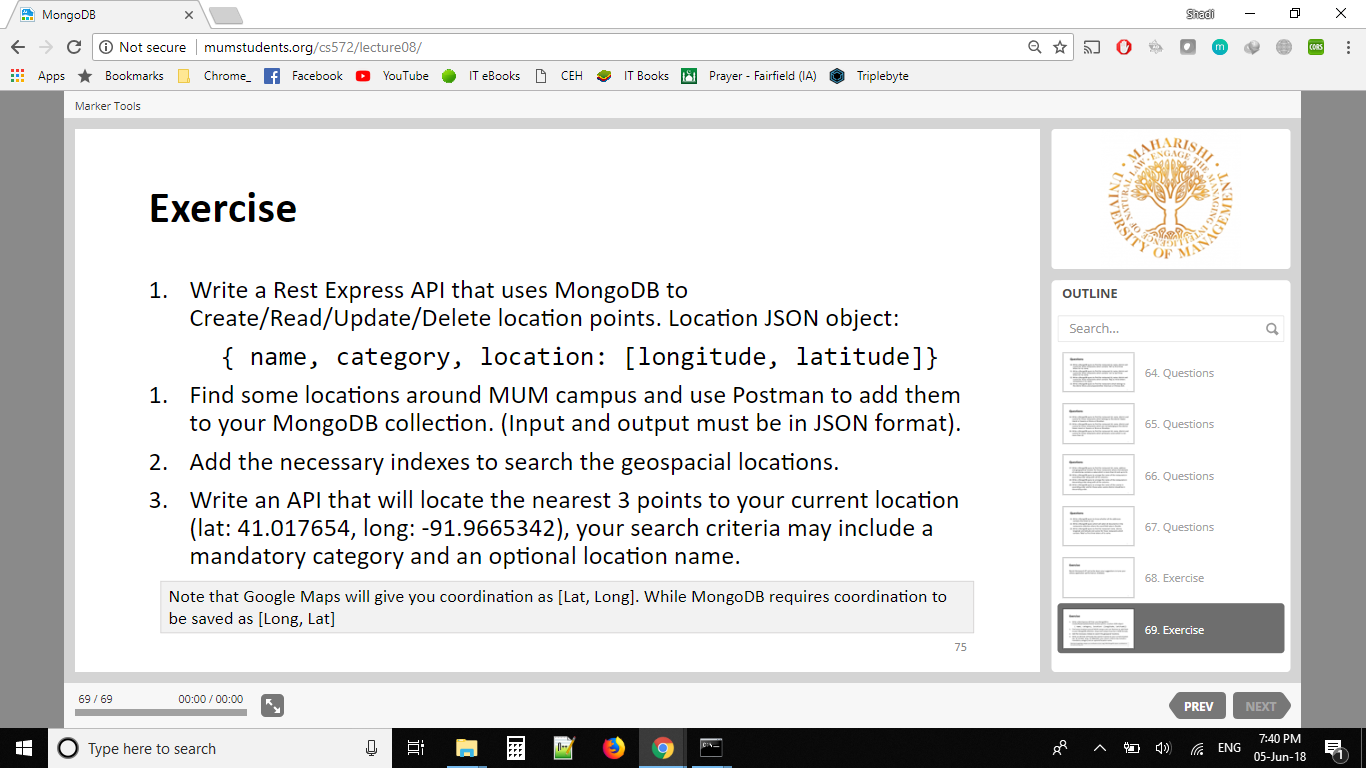 MongoDB
Shadi
Not secure mumstudents.org/cs572/lecture08/
Apps Bookmarks Chrome_ Facebook YouTube IT eBooks CEH IT Books Prayer - Fairfield (IA) Triplebyte
Marker Tools
Exercise
1. Write a Rest Express API that uses MongoDB to
Create/Read/Update/Delete location points. Location JSON object:
{ name, category, location: [longitude, latitude]}
1. Find some locations around MUM campus and use Postman to add them
to your MongoDB collection. (Input and output must be in JSON format).
2. Add the necessary indexes to search the geospacial locations.
3. Write an API that will locate the nearest 3 points to your current location
(lat: 41.017654, long: -91.9665342), your search criteria may include a
mandatory category and an optional location name.
Note that Google Maps will give you coordination as [Lat, Long]. While MongoDB requires coordination to
be saved as [Long, Lat]
75
MAHARISHI
UNIVERSITY OF MANAGEMENT
OUTLINE
Search...
64. Questions
65. Questions
66. Questions
67. Questions
68. Exercise
69. Exercise
69 / 69 00:00 / 00:00
PREV NEXT
Type here to search
ENG
7:40 PM
05-Jun-18
1